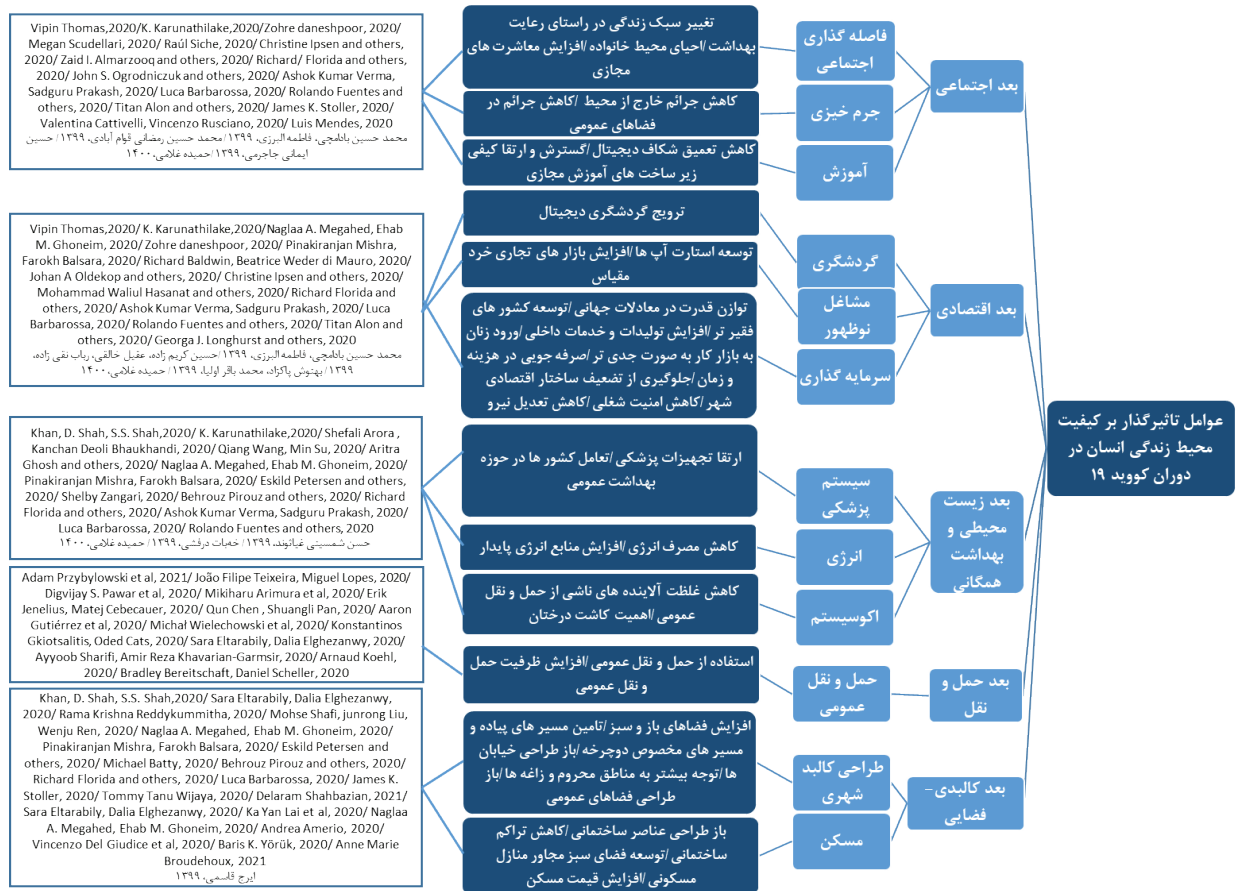 عوامل تاثیرگذار بر کیفیت
محیط زندگی انسان در
دوران کووید ۱۹
بعد اجتماعی
فاصله گذاری
اجتماعی
تغییر سبک زندگی در راستای رعایت
بهداشت /احیای محیط خانواده /افزایش معاشرت های
مجازی
جرم خیزی
کاهش جرائم خارج از محیط /کاهش جرائم در
فضاهای عمومی
آموزش
کاهش تعمیق شکاف دیجیتال /گسترش و ارتقا کیفی
زیر ساخت های آموزش مجازی
Vipin Thomas,2020/K. Karunathilake,2020/Zohre daneshpoor, 2020/
Megan Scudellari, 2020/ Raúl Siche, 2020/ Christine Ipsen and others,
2020/ Zaid I. Almarzooq and others, 2020/ Richard/ Florida and others,
2020/ John S. Ogrodniczuk and others, 2020/ Ashok Kumar Verma,
Sadguru Prakash, 2020/ Luca Barbarossa, 2020/ Rolando Fuentes and
others, 2020/ Titan Alon and others, 2020/ James K. Stoller, 2020/
Valentina Cattivelli, Vincenzo Rusciano, 2020/ Luis Mendes, 2020
محمد حسین بادامچی، فاطمه البرزی، ۱۳۹۹ /محمد حسین رمضانی قوام آبادی، ۱۳۹۹/ حسین
ایمانی جاجرمی، ۱۳۹۹ /حمیده غلامی، ۱۴۰۰
بعد اقتصادی
گردشگری
ترویج گردشگری دیجیتال
مشاغل
نوظهور
توسعه استارت آپ ها /افزایش بازار های تجاری خرد
مقیاس
سرمایه گذاری
توازن قدرت در معادلات جهانی /توسعه کشور های
فقیر تر /افزایش تولیدات و خدمات داخلی /ورود زنان
به بازار کار به صورت جدی تر /صرفه جویی در هزینه
و زمان /جلوگیری از تضعیف ساختار اقتصادی
شهر /کاهش امنیت شغلی /کاهش تعدیل نیرو
Vipin Thomas,2020/ K. Karunathilake,2020/Naglaa A. Megahed, Ehab
M. Ghoneim, 2020/ Zohre daneshpoor, 2020/ Pinakiranjan Mishra,
Farokh Balsara, 2020/ Richard Baldwin, Beatrice Weder di Mauro, 2020/
Johan A Oldekop and others, 2020/ Christine Ipsen and others, 2020/
Mohammad Waliul Hasanat and others, 2020/ Richard Florida and
others, 2020/ Ashok Kumar Verma, Sadguru Prakash, 2020/ Luca
Barbarossa, 2020/ Rolando Fuentes and others, 2020/ Titan Alon and
others, 2020/ Georga J. Longhurst and others, 2020
محمد حسین بادامچی، فاطمه البرزی، ۱۳۹۹ /حسین کریم زاده، عقیل خالقی، رباب نقی زاده،
۱۳۹۹ / بهنوش پاکزاد، محمد باقر اولیا، ۱۳۹۹ / حمیده غلامی، ۱۴۰۰
بعد زیست
محیطی و
بهداشت
همگانی
سیستم
پزشکی
ارتقا تجهیزات پزشکی /تعامل کشور ها در حوزه
بهداشت عمومی
انرژی
کاهش مصرف انرژی /افزایش منابع انرژی پایدار
اکوسیستم
کاهش غلظت آلاینده های ناشی از حمل و نقل
عمومی /اهمیت کاشت درختان
Khan, D. Shah, S.S. Shah,2020/ K. Karunathilake,2020/ Shefali Arora ,
Kanchan Deoli Bhaukhandi, 2020/ Qiang Wang, Min Su, 2020/ Aritra
Ghosh and others, 2020/ Naglaa A. Megahed, Ehab M. Ghoneim, 2020/
Pinakiranjan Mishra, Farokh Balsara, 2020/ Eskild Petersen and others,
2020/ Shelby Zangari, 2020/ Behrouz Pirouz and others, 2020/ Richard
Florida and others, 2020/ Ashok Kumar Verma, Sadguru Prakash, 2020/
Luca Barbarossa, 2020/ Rolando Fuentes and others, 2020
حسن شمسینی غیاثوند، ۱۳۹۹ / خه‌بات درفشی، ۱۳۹۹ / حمیده غلامی، ۱۴۰۰
بعد حمل و
نقل
حمل و نقل
عمومی
استفاده از حمل و نقل عمومی /افزایش ظرفیت حمل
و نقل عمومی
Adam Przybylowski et al, 2021/ João Filipe Teixeira, Miguel Lopes, 2020/
Digvijay S. Pawar et al, 2020/ Mikiharu Arimura et al, 2020/ Erik
Jenelius, Matej Cebecauer, 2020/ Qun Chen , Shuangli Pan, 2020/ Aaron
Gutiérrez et al, 2020/ Michał Wielechowski et al, 2020/ Konstantinos
Gkiotsalitis, Oded Cats, 2020/ Sara Eltarabily, Dalia Elghezanwy, 2020/
Ayyoob Sharifi, Amir Reza Khavarian-Garmsir, 2020/ Arnaud Koehl,
2020/ Bradley Bereitschaft, Daniel Scheller, 2020
بعد کالبدی–
فضایی
طراحی کالبد
شهری
افزایش فضاهای باز و سبز /تامین مسیر های پیاده و
مسیر های مخصوص دوچرخه /باز طراحی خیابان
ها /توجه بیشتر به مناطق محروم و زاغه ها /باز
طراحی فضاهای عمومی
مسکن
باز طراحی عناصر ساختمانی /کاهش تراکم
ساختمانی /توسعه فضای سبز مجاور منازل
مسکونی /افزایش قیمت مسکن
Khan, D. Shah, S.S. Shah,2020/ Sara Eltarabily, Dalia Elghezanwy,
2020/ Rama Krishna Reddykummitha, 2020/ Mohse Shafi, junrong Liu,
Wenju Ren, 2020/ Naglaa A. Megahed, Ehab M. Ghoneim, 2020/
Pinakiranjan Mishra, Farokh Balsara, 2020/ Eskild Petersen and
others, 2020/ Michael Batty, 2020/ Behrouz Pirouz and others, 2020/
Richard Florida and others, 2020/ Luca Barbarossa, 2020/ James K.
Stoller, 2020/ Tommy Tanu Wijaya, 2020/ Delaram Shahbazian, 2021/
Sara Eltarabily, Dalia Elghezanwy, 2020/ Ka Yan Lai et al, 2020/ Naglaa
A. Megahed, Ehab M. Ghoneim, 2020/ Andrea Amerio, 2020/
Vincenzo Del Giudice et al, 2020/ Baris K. Yörük, 2020/ Anne Marie
Broudehoux, 2021
ایرج قاسمی، ۱۳۹۹